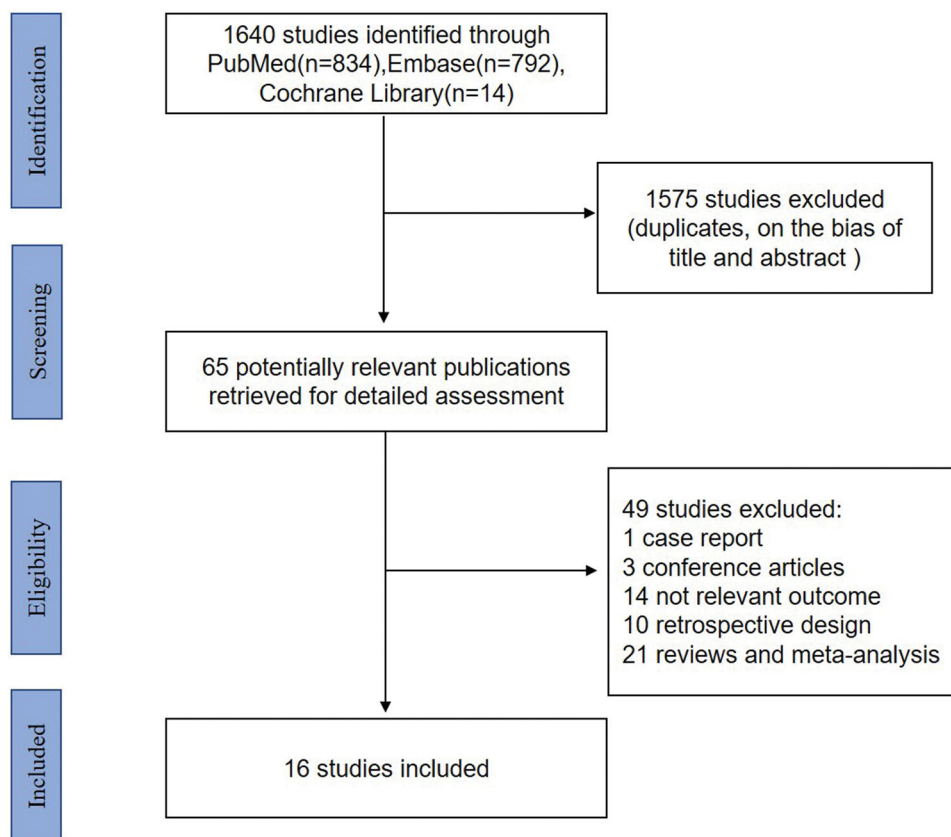 Identification
1640 studies identified through
PubMed(n=834),Embase(n=792),
Cochrane Library(n=14)
1575 studies excluded
(duplicates, on the bias of
title and abstract )
Screening
65 potentially relevant publications
retrieved for detailed assessment
Eligibility
49 studies excluded:
1 case report
3 conference articles
14 not relevant outcome
10 retrospective design
21 reviews and meta-analysis
Included
16 studies included